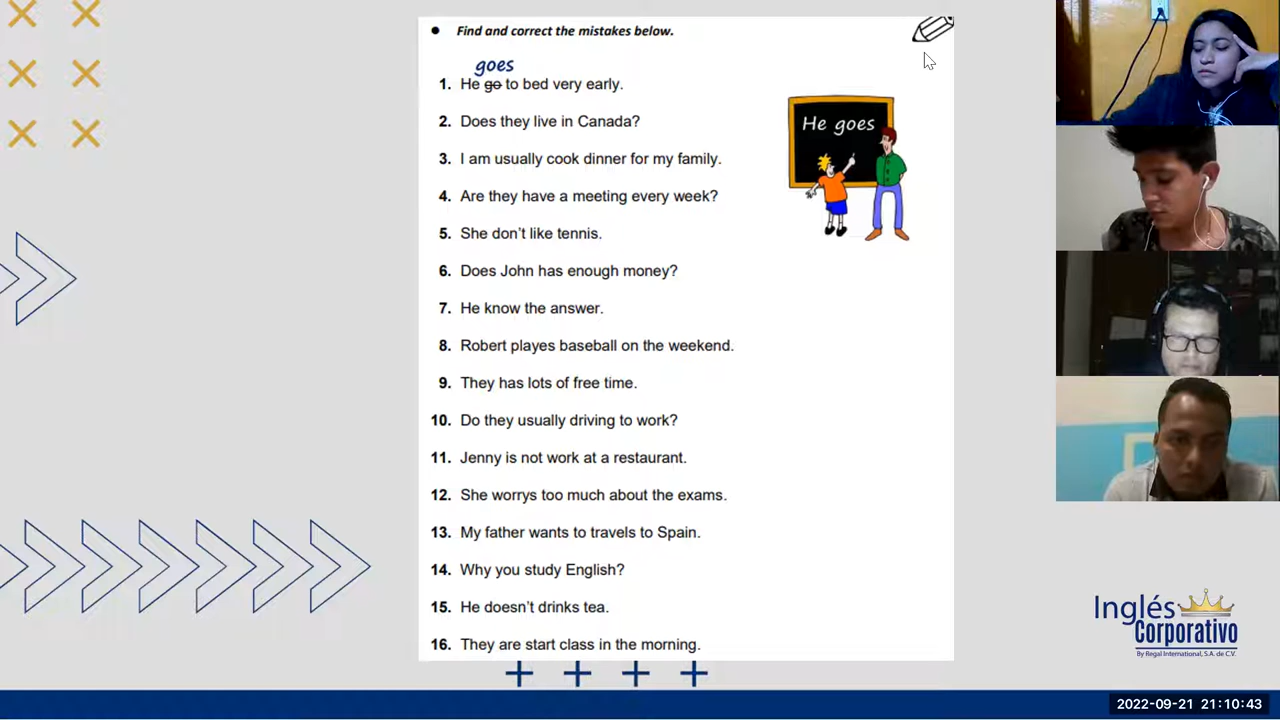 Find and correct the mistakes below.
goes
1. He go to bed very early.
2. Does they live in Canada?
3. I am usually cook dinner for my family.
4. Are they have a meeting every week?
5. She don't like tennis.
6. Does John has enough money?
7. He know the answer.
8. Robert playes baseball on the weekend.
9. They has lots of free time.
10. Do they usually driving to work?
11. Jenny is not work at a restaurant.
12. She worrys too much about the exams.
13. My father wants to travels to Spain.
14. Why you study English?
15. He doesn't drinks tea.
16. They are start class in the morning.
He goes
Inglés
Corporativo
By Regal International, S.A. de C.V.
2022-09-21 21:10:43